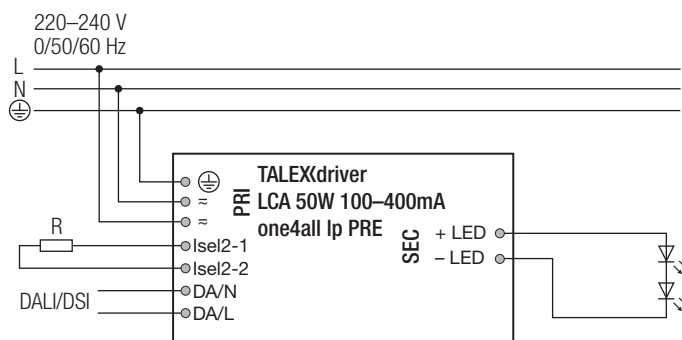 220–240 V
0/50/60 Hz
L
N
PRI
TALEXXdriver
LCA 50W 100–400mA
one4all lp PRE
≂
≂
R
Isel2-1
Isel2-2
DALI/DSI
DA/N
DA/L
SEC
+ LED
– LED